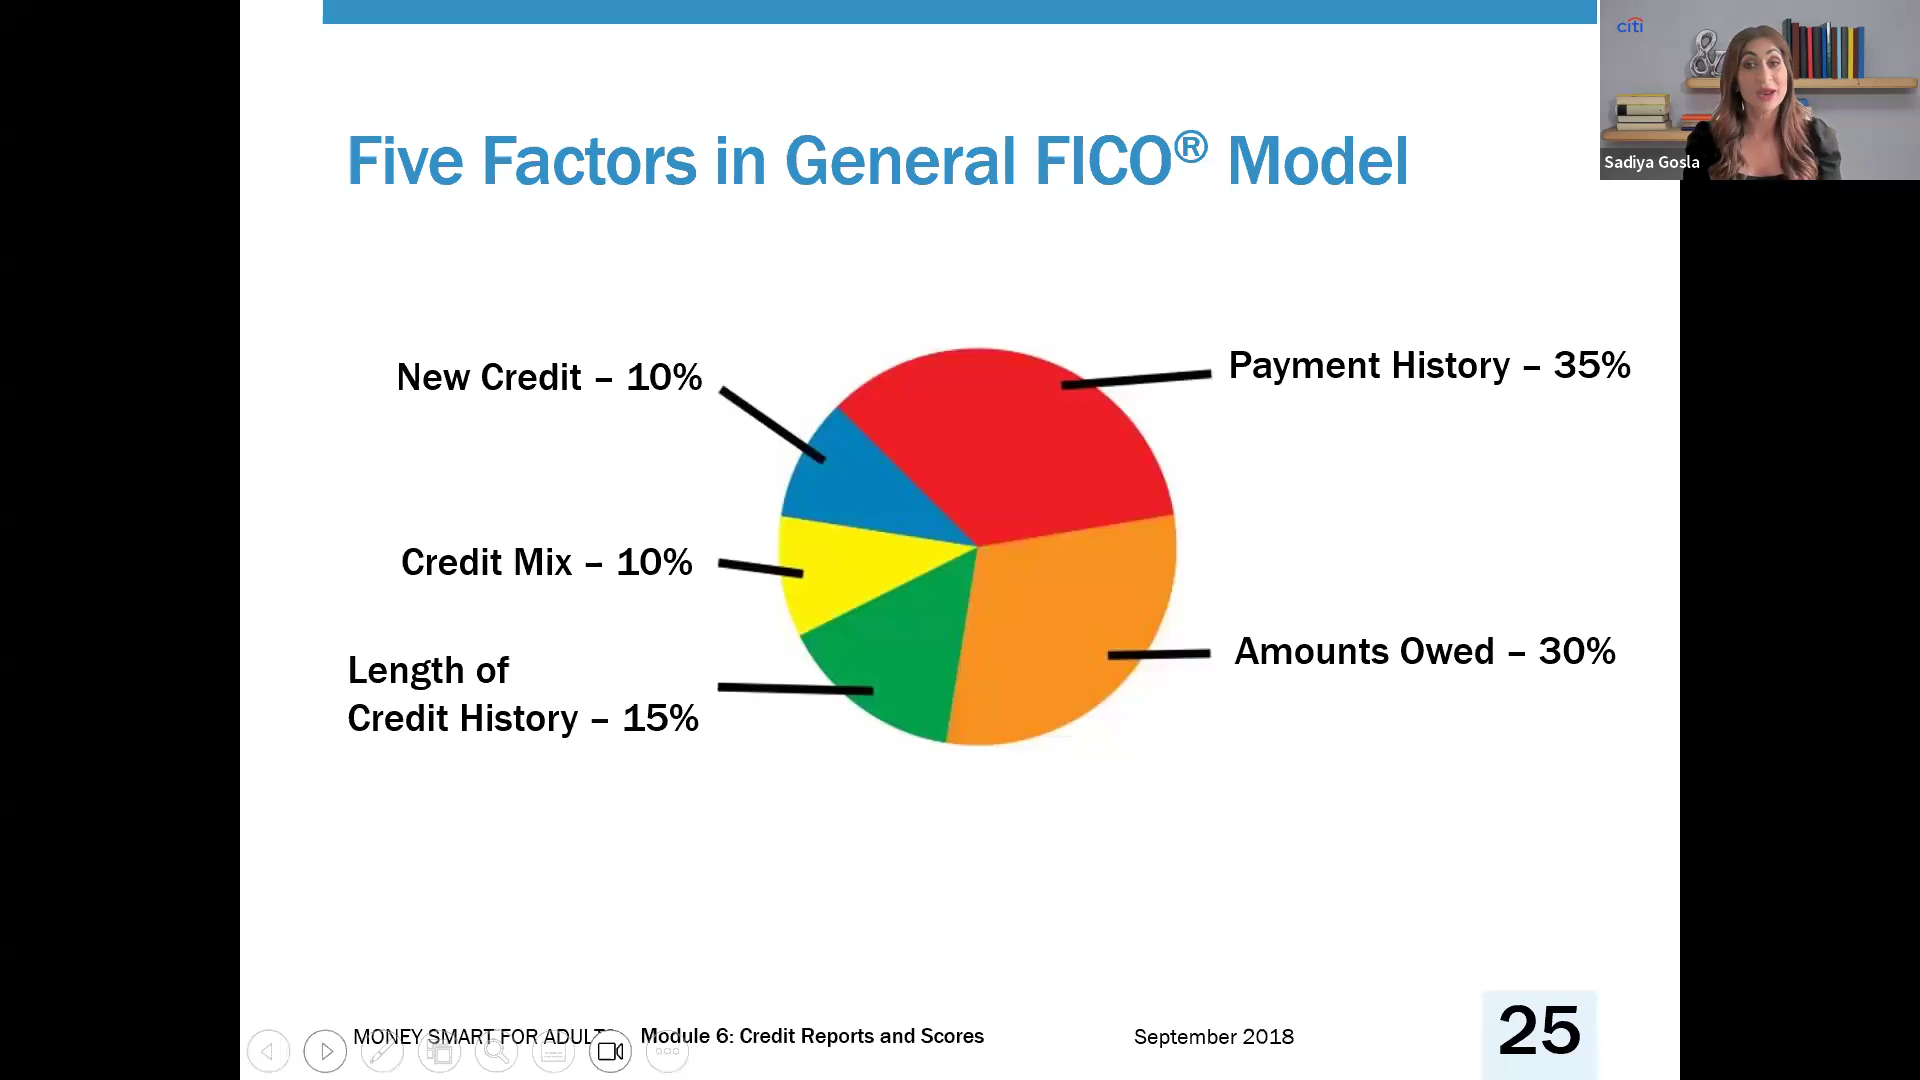 citi
Sadiya Gosla
Five Factors in General FICO® Model
New Credit – 10%
Payment History – 35%
Credit Mix – 10%
Amounts Owed – 30%
Length of
Credit History – 15%
MONEY SMART FOR ADULTS
Module 6: Credit Reports and Scores
September 2018
25